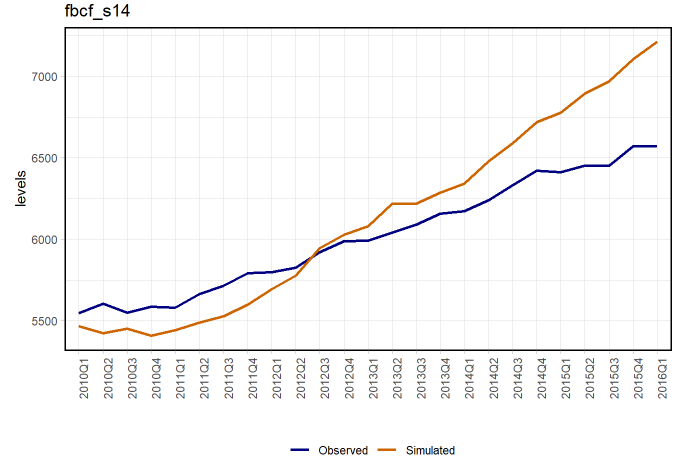 fbcf_s14
levels
7000
6500
6000
5500
2010Q1
2010Q2
2010Q3
2010Q4
2011Q1
2011Q2
2011Q3
2011Q4
2012Q1
2012Q2
2012Q3
2012Q4
2013Q1
2013Q2
2013Q3
2013Q4
2014Q1
2014Q2
2014Q3
2014Q4
2015Q1
2015Q2
2015Q3
2015Q4
2016Q1
Observed Simulated